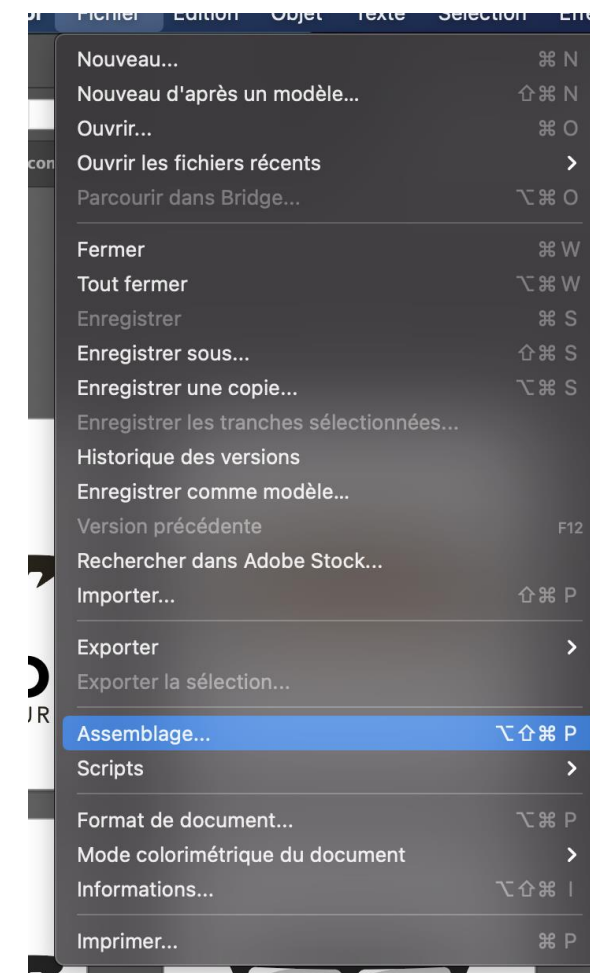 Fichier Edition Objet Texte Sélection
Nouveau... ⌘ N
Nouveau d'après un modèle... ⇧⌘ N
Ouvrir... ⌘ O
Ouvrir les fichiers récents >
Parcourir dans Bridge... ⌥⌘ O
Fermer ⌘ W
Tout fermer ⌥⌘ W
Enregistrer ⌘ S
Enregistrer sous... ⇧⌘ S
Enregistrer une copie... ⌥⌘ S
Enregistrer les tranches sélectionnées...
Historique des versions
Enregistrer comme modèle...
Version précédente F12
Rechercher dans Adobe Stock...
Importer... ⇧⌘ P
Exporter >
Exporter la sélection...
Assemblage... ⌥⇧⌘ P
Scripts >
Format de document... ⌥⌘ P
Mode colorimétrique du document >
Informations... ⌥⇧⌘ I
Imprimer... ⌘ P